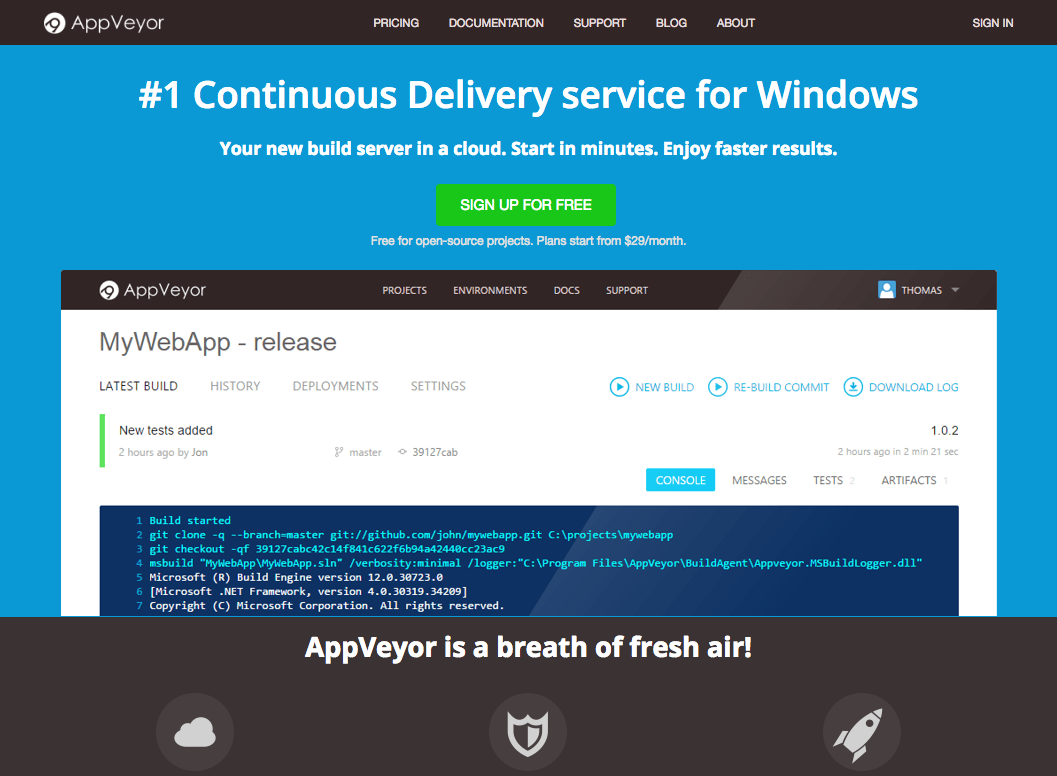 AppVeyor PRICING DOCUMENTATION SUPPORT BLOG ABOUT SIGN IN
#1 Continuous Delivery service for Windows
Your new build server in a cloud. Start in minutes. Enjoy faster results.
SIGN UP FOR FREE
Free for open-source projects. Plans start from $29/month.
AppVeyor PROJECTS ENVIRONMENTS DOCS SUPPORT THOMAS
MyWebApp - release
LATEST BUILD HISTORY DEPLOYMENTS SETTINGS NEW BUILD RE-BUILD COMMIT DOWNLOAD LOG
New tests added 1.0.2
2 hours ago by Jon master 39127cab 2 hours ago in 2 min 21 sec
CONSOLE MESSAGES TESTS 2 ARTIFACTS 1
1 Build started
2 git clone -q --branch=master git://github.com/john/mywebapp.git C:\projects\mywebapp
3 git checkout -qf 39127cabc42c14f841c622f6b94a42440cc23ac9
4 msbuild "MyWebApp\MyWebApp.sln" /verbosity:minimal /logger:"C:\Program Files\AppVeyor\BuildAgent\Appveyor.MSBuildLogger.dll"
5 Microsoft (R) Build Engine version 12.0.30723.0
6 [Microsoft .NET Framework, version 4.0.30319.34209]
7 Copyright (C) Microsoft Corporation. All rights reserved.
AppVeyor is a breath of fresh air!